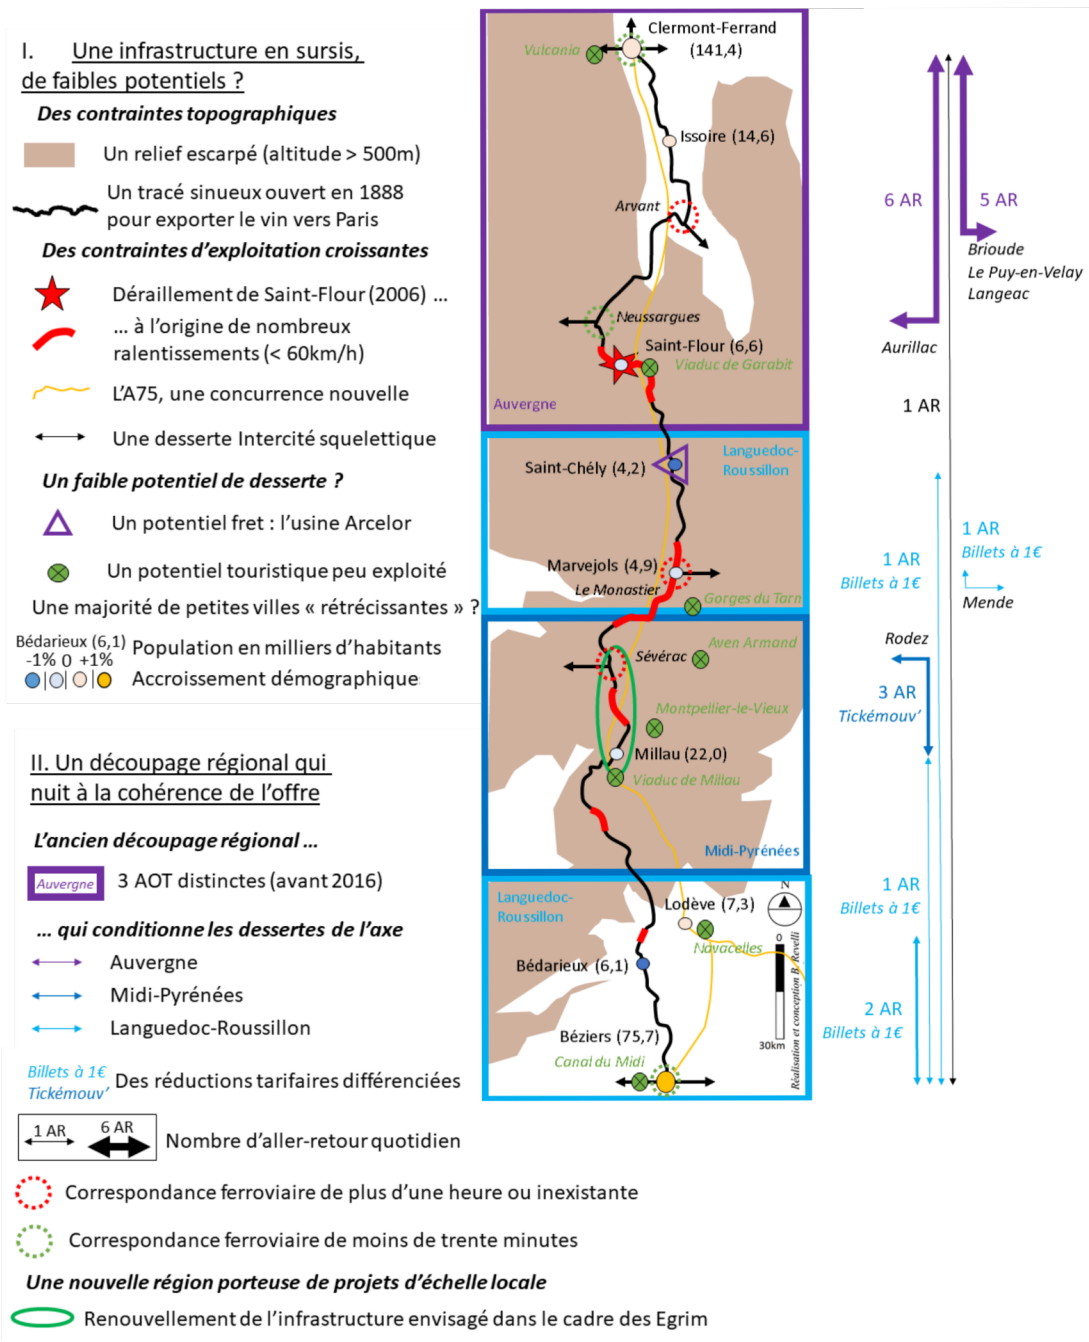 I. Une infrastructure en sursis,
de faibles potentiels ?
Des contraintes topographiques
Un relief escarpé (altitude > 500m)
Un tracé sinueux ouvert en 1888
pour exporter le vin vers Paris
Des contraintes d'exploitation croissantes
Déraillement de Saint-Flour (2006) ...
... à l'origine de nombreux
ralentissements (< 60km/h)
L'A75, une concurrence nouvelle
Une desserte Intercité squelettique
Un faible potentiel de desserte ?
Un potentiel fret : l'usine Arcelor
Un potentiel touristique peu exploité
Une majorité de petites villes « rétrécissantes » ?
Bédarieux (6,1)
Population en milliers d'habitants
-1% 0 +1%
Accroissement démographique
II. Un découpage régional qui
nuit à la cohérence de l'offre
L'ancien découpage régional ...
Auvergne
3 AOT distinctes (avant 2016)
... qui conditionne les dessertes de l'axe
Auvergne
Midi-Pyrénées
Languedoc-Roussillon
Billets à 1€
Tickémouv'
Des réductions tarifaires différenciées
1 AR
6 AR
Nombre d'aller-retour quotidien
Correspondance ferroviaire de plus d'une heure ou inexistante
Correspondance ferroviaire de moins de trente minutes
Une nouvelle région porteuse de projets d'échelle locale
Renouvellement de l'infrastructure envisagé dans le cadre des Egrim
Clermont-Ferrand
(141,4)
Vulcania
Issoire (14,6)
Arvant
Neussargues
Saint-Flour (6,6)
Viaduc de Garabit
Auvergne
Languedoc-
Roussillon
Saint-Chély (4,2)
Marvejols (4,9)
Le Monastier
Gorges du Tarn
Aven Armand
Sévérac
Montpellier-le-Vieux
Millau (22,0)
Viaduc de Millau
Midi-Pyrénées
Languedoc-
Roussillon
N
Lodève (7,3)
Navacelles
Bédarieux (6,1)
0
30km
Réalisation et conception B. Revelli
Béziers (75,7)
Canal du Midi
6 AR
5 AR
Brioude
Le Puy-en-Velay
Langeac
Aurillac
1 AR
1 AR
Billets à 1€
1 AR
Billets à 1€
Mende
Rodez
3 AR
Tickémouv'
1 AR
Billets à 1€
2 AR
Billets à 1€